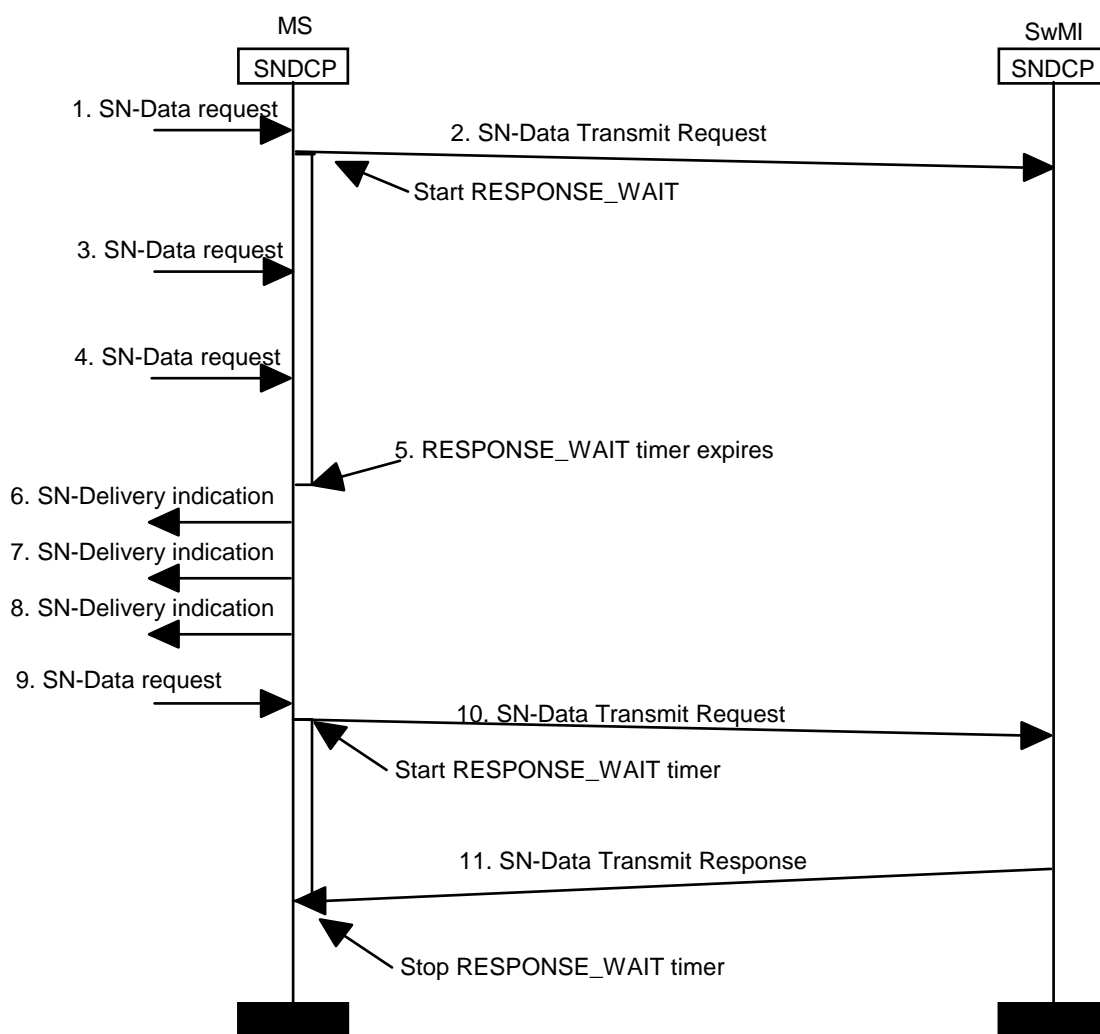 MS
SwMI
SNDCP
SNDCP
1. SN-Data request
2. SN-Data Transmit Request
Start RESPONSE_WAIT
3. SN-Data request
4. SN-Data request
5. RESPONSE_WAIT timer expires
6. SN-Delivery indication
7. SN-Delivery indication
8. SN-Delivery indication
9. SN-Data request
10. SN-Data Transmit Request
Start RESPONSE_WAIT timer
11. SN-Data Transmit Response
Stop RESPONSE_WAIT timer